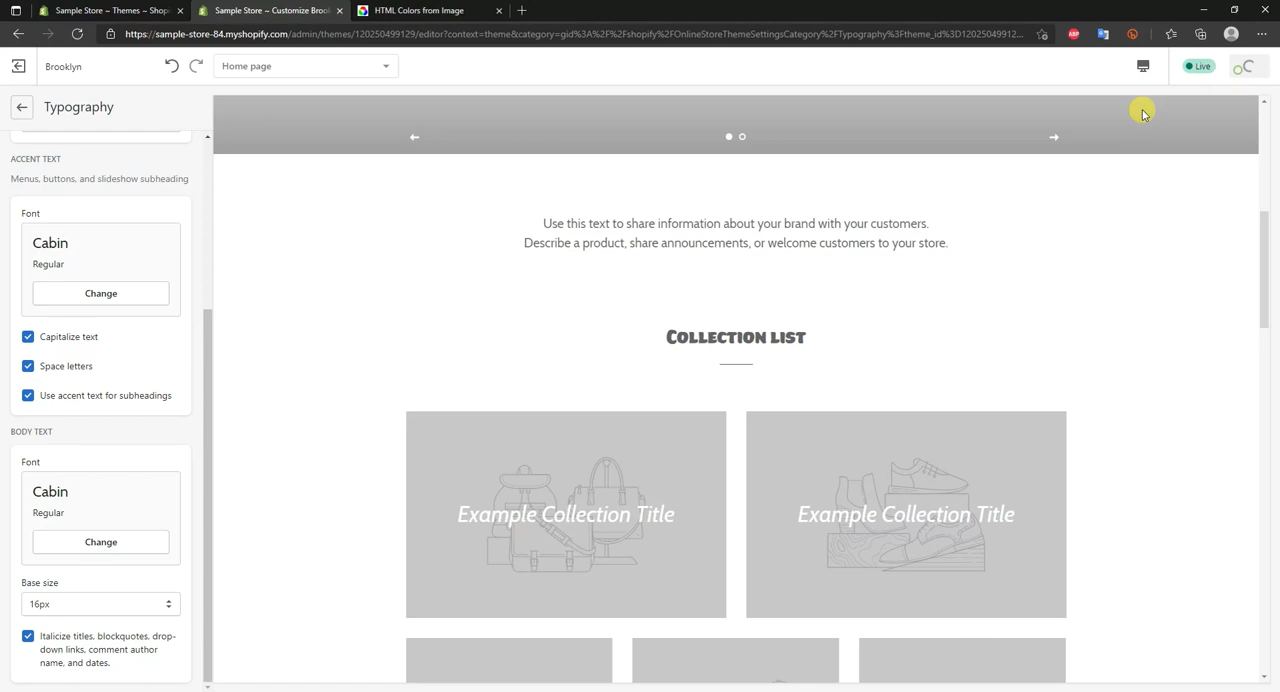 Sample Store ~ Themes ~ Shop
Sample Store ~ Customize Brook
HTML Colors from Image
https://sample-store-84.myshopify.com/admin/themes/120250499129/editor?context=theme&category=gid%3A%2F%2Fshopify%2FOnlineStoreThemeSettingsCategory%2FTypography%3Ftheme_id%3D12025049912...
ABP
Brooklyn
Home page
Live
Typography
ACCENT TEXT
Menus, buttons, and slideshow subheading
Font
Cabin
Regular
Change
Capitalize text
Space letters
Use accent text for subheadings
BODY TEXT
Font
Cabin
Regular
Change
Base size
16px
Italicize titles, blockquotes, drop-
down links, comment author
name, and dates.
Use this text to share information about your brand with your customers.
Describe a product, share announcements, or welcome customers to your store.
Collection list
Example Collection Title
Example Collection Title